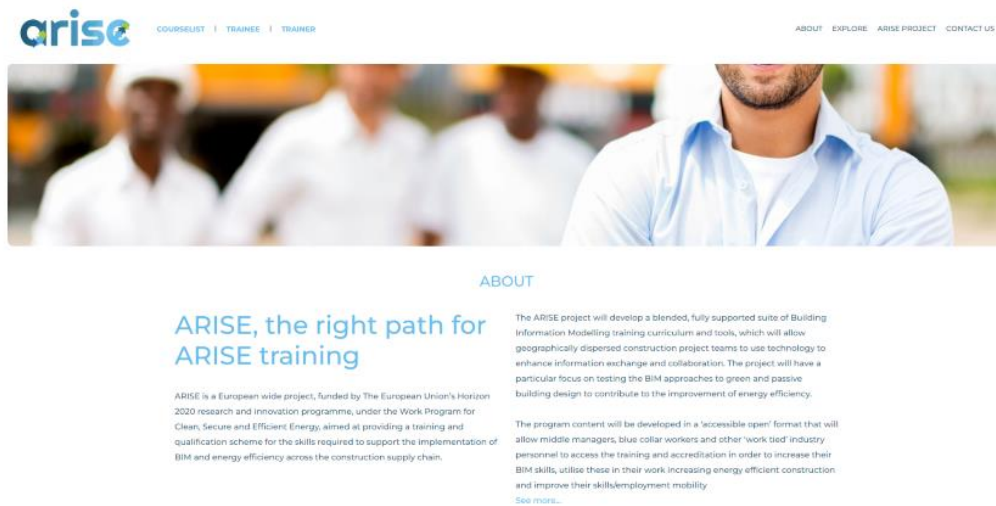 arise
COURSELIST | TRAINEE | TRAINER
ABOUT EXPLORE ARISE PROJECT CONTACT US
ABOUT
ARISE, the right path for
ARISE training
ARISE is a European wide project, funded by The European Union's Horizon
2020 research and innovation programme, under the Work Program for
Clean, Secure and Efficient Energy, aimed at providing a training and
qualification scheme for the skills required to support the implementation of
BIM and energy efficiency across the construction supply chain.
The ARISE project will develop a blended, fully supported suite of Building
Information Modelling training curriculum and tools, which will allow
geographically dispersed construction project teams to use technology to
enhance information exchange and collaboration. The project will have a
particular focus on testing the BIM approaches to green and passive
building design to contribute to the improvement of energy efficiency.
The program content will be developed in a 'accessible open' format that will
allow middle managers, blue collar workers and other 'work tied' industry
personnel to access the training and accreditation in order to increase their
BIM skills, utilise these in their work increasing energy efficient construction
and improve their skills/employment mobility
See more...